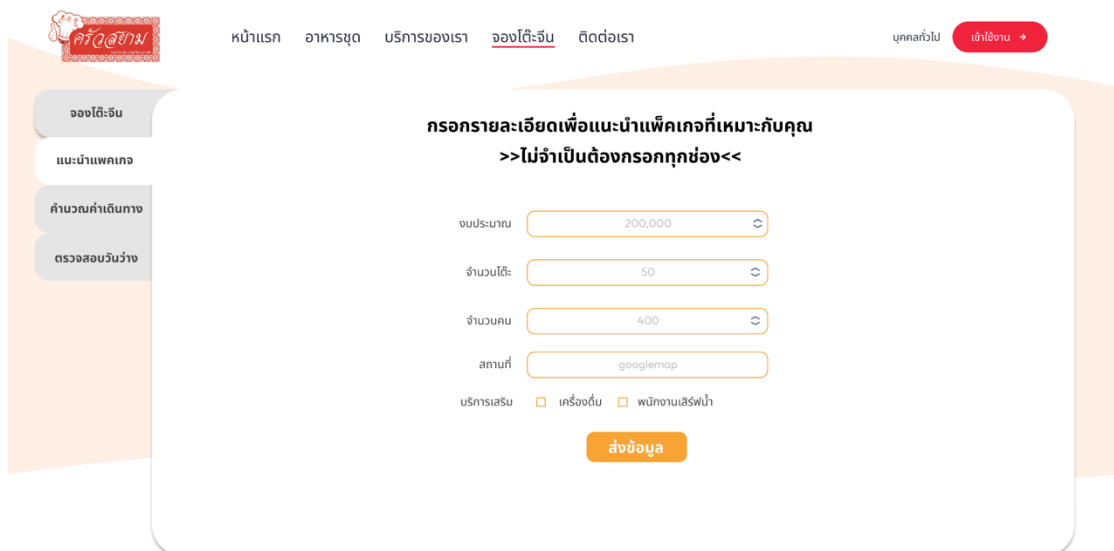 ครัวสยาม
หน้าแรก อาหารชุด บริการของเรา จองโต๊ะจีน ติดต่อเรา
บุคคลทั่วไป เข้าใช้งาน →
จองโต๊ะจีน
แนะนำแพคเกจ
คำนวณค่าเดินทาง
ตรวจสอบวันว่าง
กรอกรายละเอียดเพื่อแนะนำแพ็คเกจที่เหมาะกับคุณ
>>ไม่จำเป็นต้องกรอกทุกช่อง<<
งบประมาณ 200,000
จำนวนโต๊ะ 50
จำนวนคน 400
สถานที่ googlemap
บริการเสริม เครื่องดื่ม พนักงานเสิร์ฟน้ำ
ส่งข้อมูล